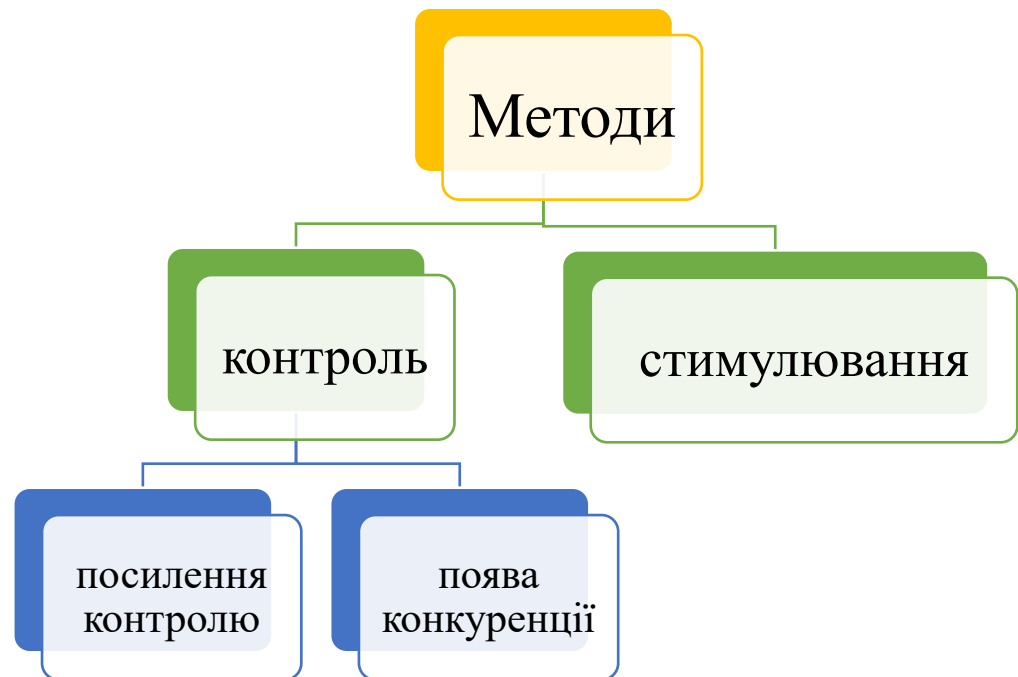 Методи
контроль
стимулювання
посилення
контролю
поява
конкуренції